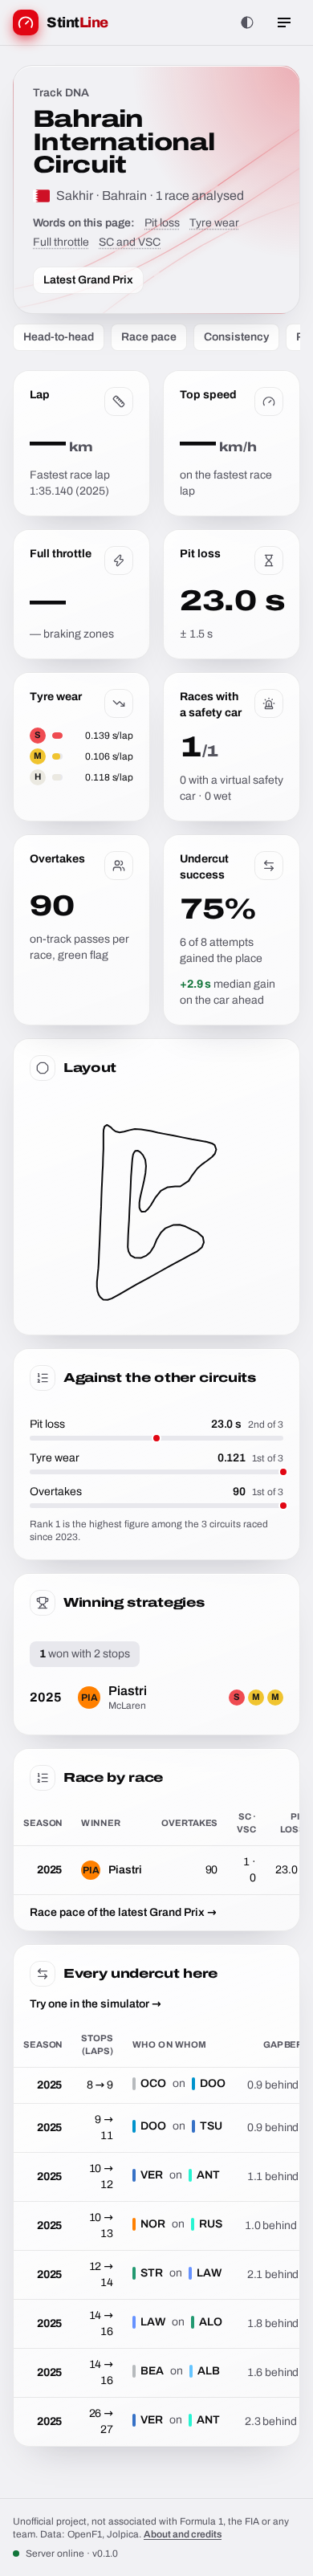 StintLine
Track DNA
Bahrain
International
Circuit
Sakhir · Bahrain · 1 race analysed
Words on this page: Pit loss Tyre wear
Full throttle SC and VSC
Latest Grand Prix
Head-to-head Race pace Consistency
Lap
— km
Fastest race lap
1:35.140 (2025)
Top speed
— km/h
on the fastest race
lap
Full throttle
—
— braking zones
Pit loss
23.0 s
± 1.5 s
Tyre wear
S 0.139 s/lap
M 0.106 s/lap
H 0.118 s/lap
Races with
a safety car
1/1
0 with a virtual safety
car · 0 wet
Overtakes
90
on-track passes per
race, green flag
Undercut
success
75%
6 of 8 attempts
gained the place
+2.9 s median gain
on the car ahead
Layout
Against the other circuits
Pit loss 23.0 s 2nd of 3
Tyre wear 0.121 1st of 3
Overtakes 90 1st of 3
Rank 1 is the highest figure among the 3 circuits raced
since 2023.
Winning strategies
1 won with 2 stops
2025 PIA Piastri S M M
McLaren
Race by race
SEASON WINNER OVERTAKES SC · VSC
2025 PIA Piastri 90 1 · 0 23.0
Race pace of the latest Grand Prix →
Every undercut here
Try one in the simulator →
SEASON STOPS (LAPS) WHO ON WHOM
2025 8 → 9 OCO on DOO 0.9 behind
2025 9 → 11 DOO on TSU 0.9 behind
2025 10 → 12 VER on ANT 1.1 behind
2025 10 → 13 NOR on RUS 1.0 behind
2025 12 → 14 STR on LAW 2.1 behind
2025 14 → 16 LAW on ALO 1.8 behind
2025 14 → 16 BEA on ALB 1.6 behind
2025 26 → 27 VER on ANT 2.3 behind
Unofficial project, not associated with Formula 1, the FIA or any
team. Data: OpenF1, Jolpica. About and credits
Server online · v0.1.0